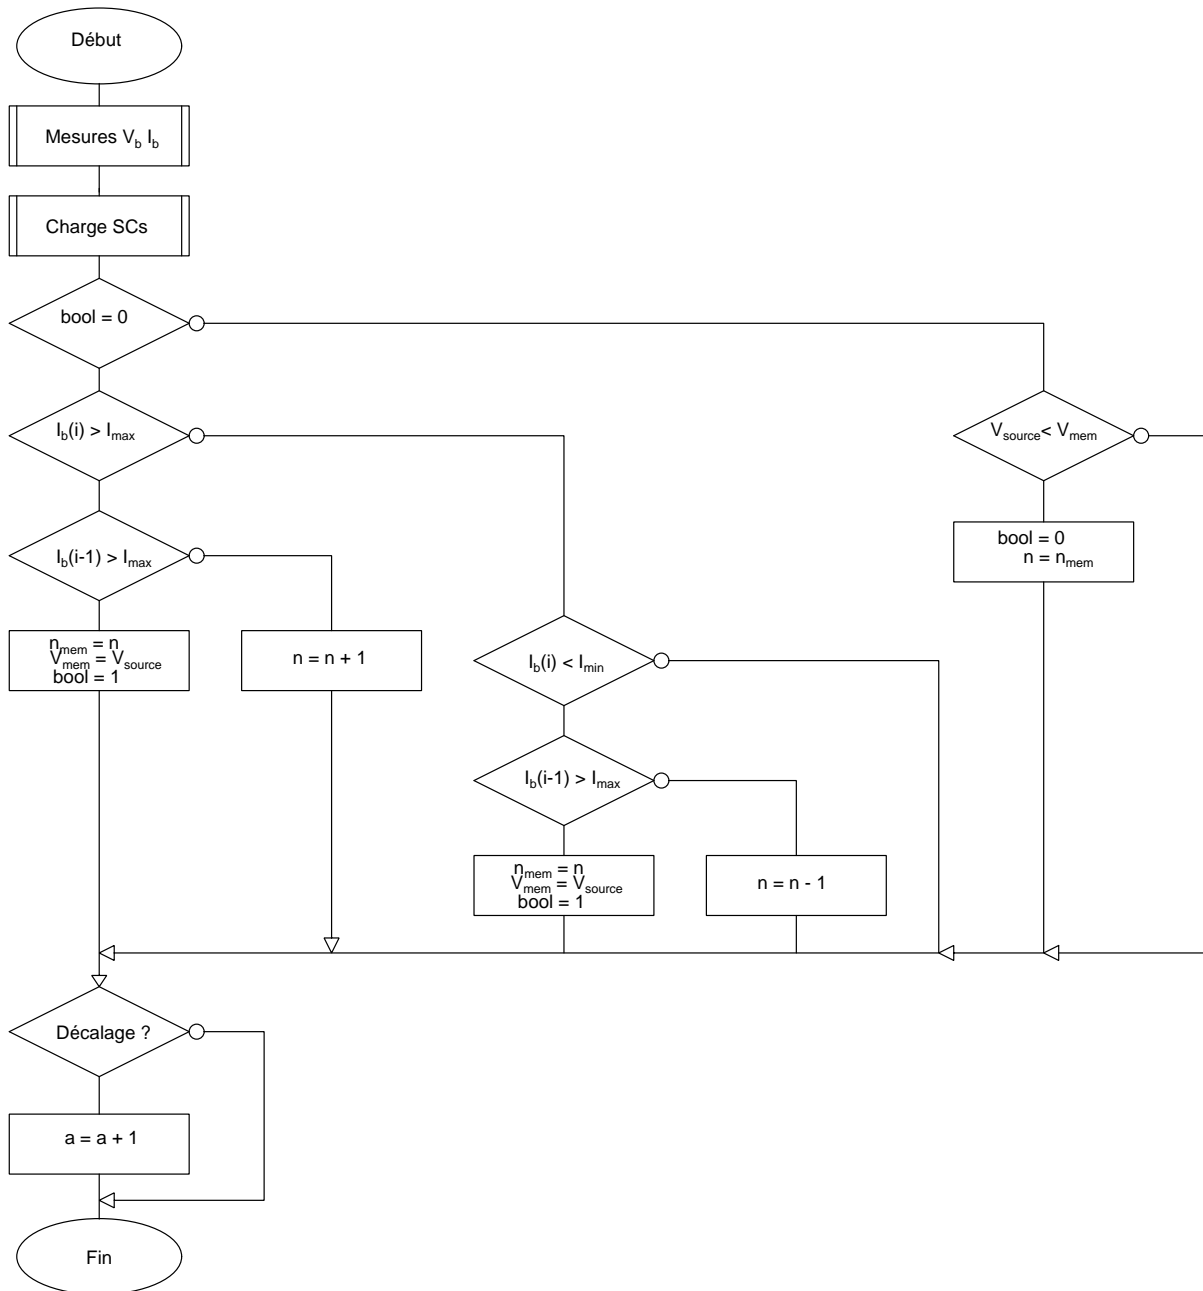 Début
Mesures V_b I_b
Charge SCs
bool = 0
I_b(i) > I_max
V_source< V_mem
I_b(i-1) > I_max
bool = 0
n = n_mem
n_mem = n
V_mem = V_source
bool = 1
n = n + 1
I_b(i) < I_min
I_b(i-1) > I_max
n_mem = n
V_mem = V_source
bool = 1
n = n - 1
Décalage ?
a = a + 1
Fin